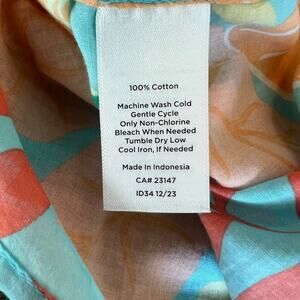 100% Cotton
Machine Wash Cold
Gentle Cycle
Only Non-Chlorine
Bleach When Needed
Tumble Dry Low
Cool Iron, If Needed
Made In Indonesia
CA# 23147
ID34 12/23